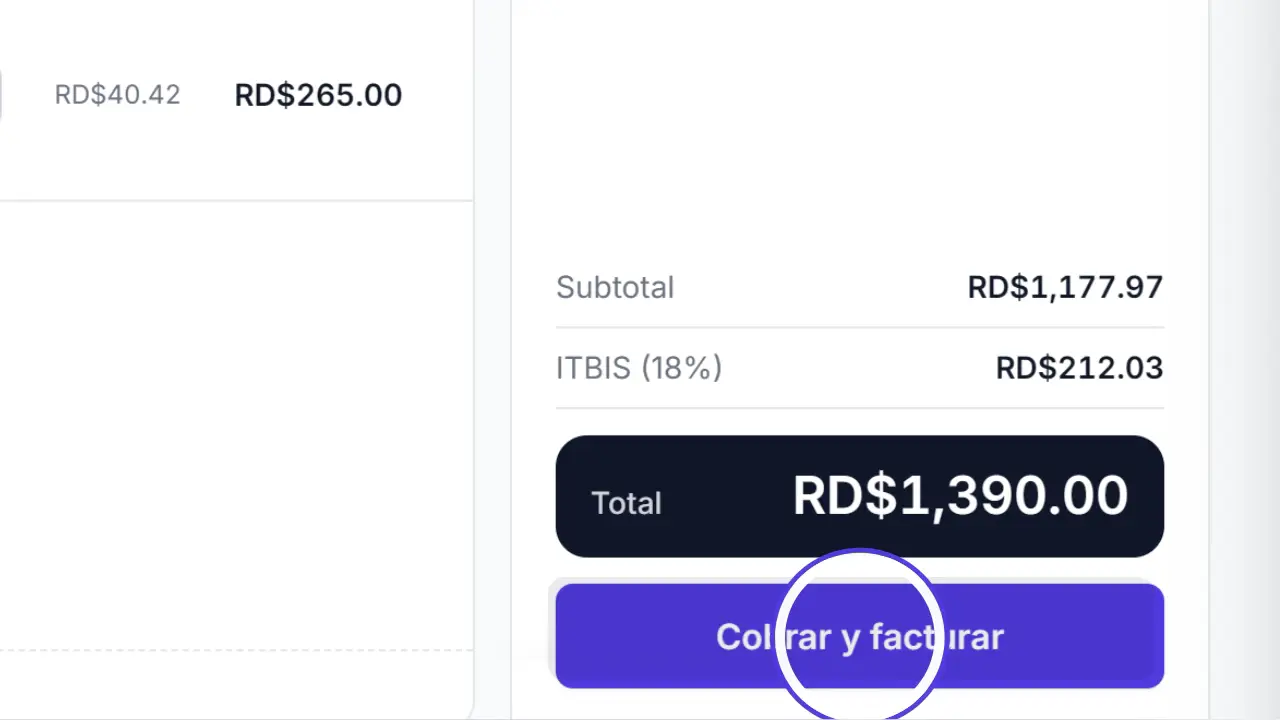 RD$40.42 RD$265.00
Subtotal RD$1,177.97
ITBIS (18%) RD$212.03
Total RD$1,390.00
Cobrar y facturar